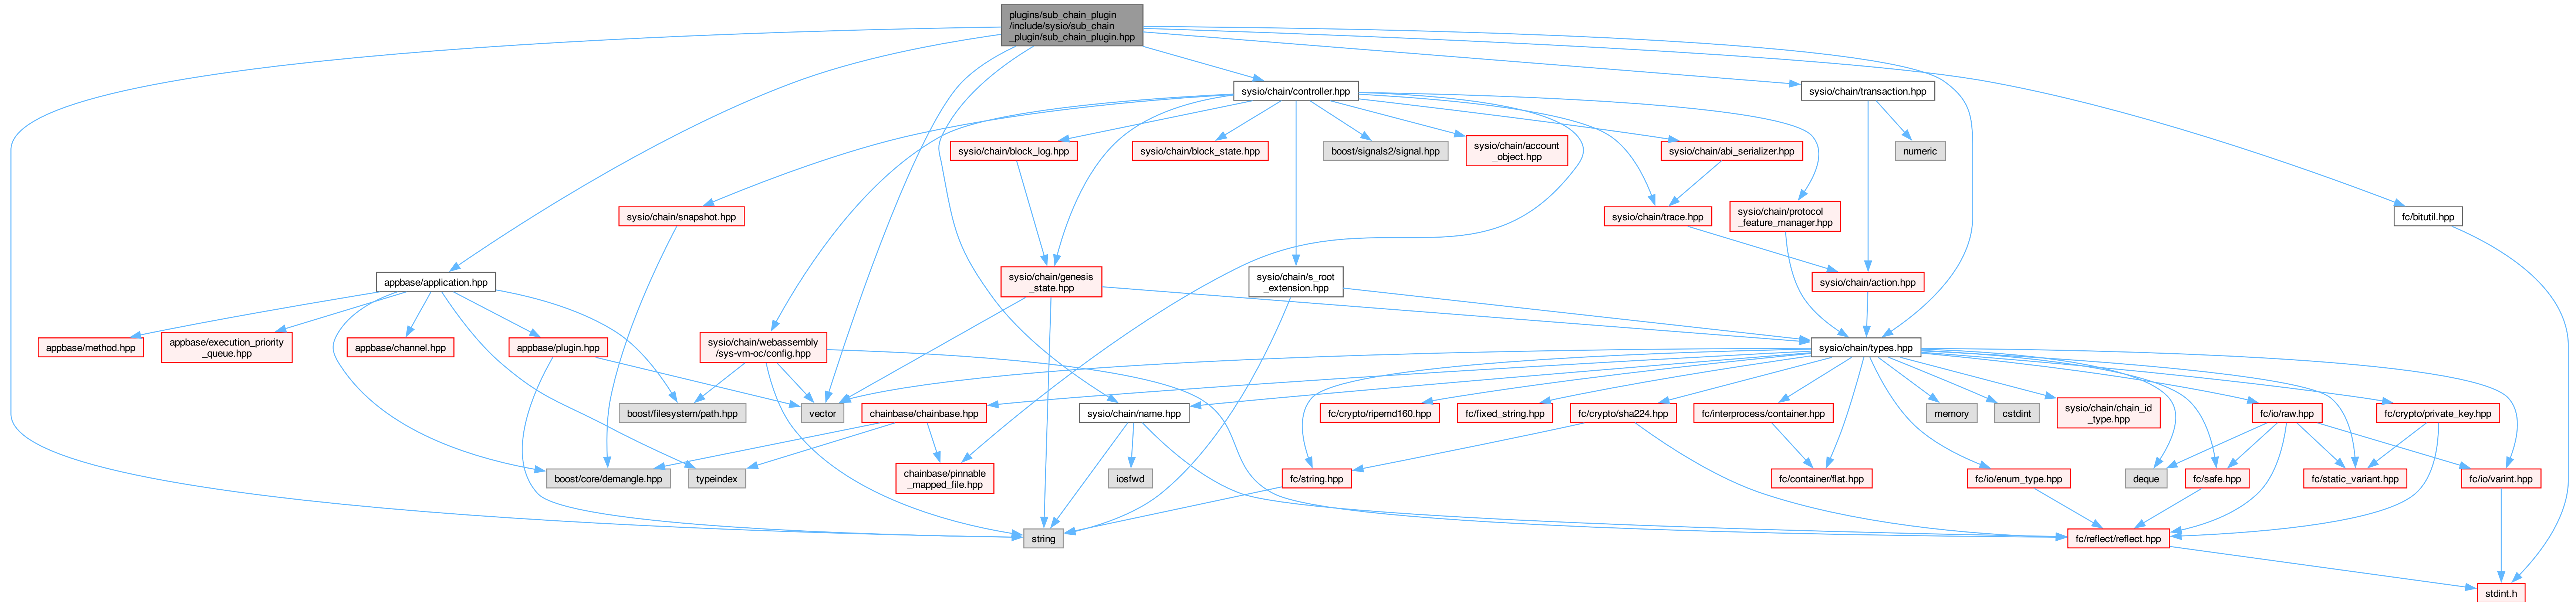 plugins/sub_chain_plugin
/include/sysio/sub_chain
_plugin/sub_chain_plugin.hpp
sysio/chain/controller.hpp
sysio/chain/transaction.hpp
sysio/chain/block_log.hpp
sysio/chain/block_state.hpp
boost/signals2/signal.hpp
sysio/chain/account
_object.hpp
sysio/chain/abi_serializer.hpp
numeric
sysio/chain/snapshot.hpp
sysio/chain/trace.hpp
sysio/chain/protocol
_feature_manager.hpp
fc/bitutil.hpp
appbase/application.hpp
sysio/chain/genesis
_state.hpp
sysio/chain/s_root
_extension.hpp
sysio/chain/action.hpp
appbase/method.hpp
appbase/execution_priority
_queue.hpp
appbase/channel.hpp
appbase/plugin.hpp
sysio/chain/webassembly
/sys-vm-oc/config.hpp
sysio/chain/types.hpp
boost/filesystem/path.hpp
vector
chainbase/chainbase.hpp
sysio/chain/name.hpp
fc/crypto/ripemd160.hpp
fc/fixed_string.hpp
fc/crypto/sha224.hpp
fc/interprocess/container.hpp
memory
cstdint
sysio/chain/chain_id
_type.hpp
fc/io/raw.hpp
fc/crypto/private_key.hpp
boost/core/demangle.hpp
typeindex
chainbase/pinnable
_mapped_file.hpp
iosfwd
fc/string.hpp
fc/container/flat.hpp
fc/io/enum_type.hpp
deque
fc/safe.hpp
fc/static_variant.hpp
fc/io/varint.hpp
string
fc/reflect/reflect.hpp
stdint.h